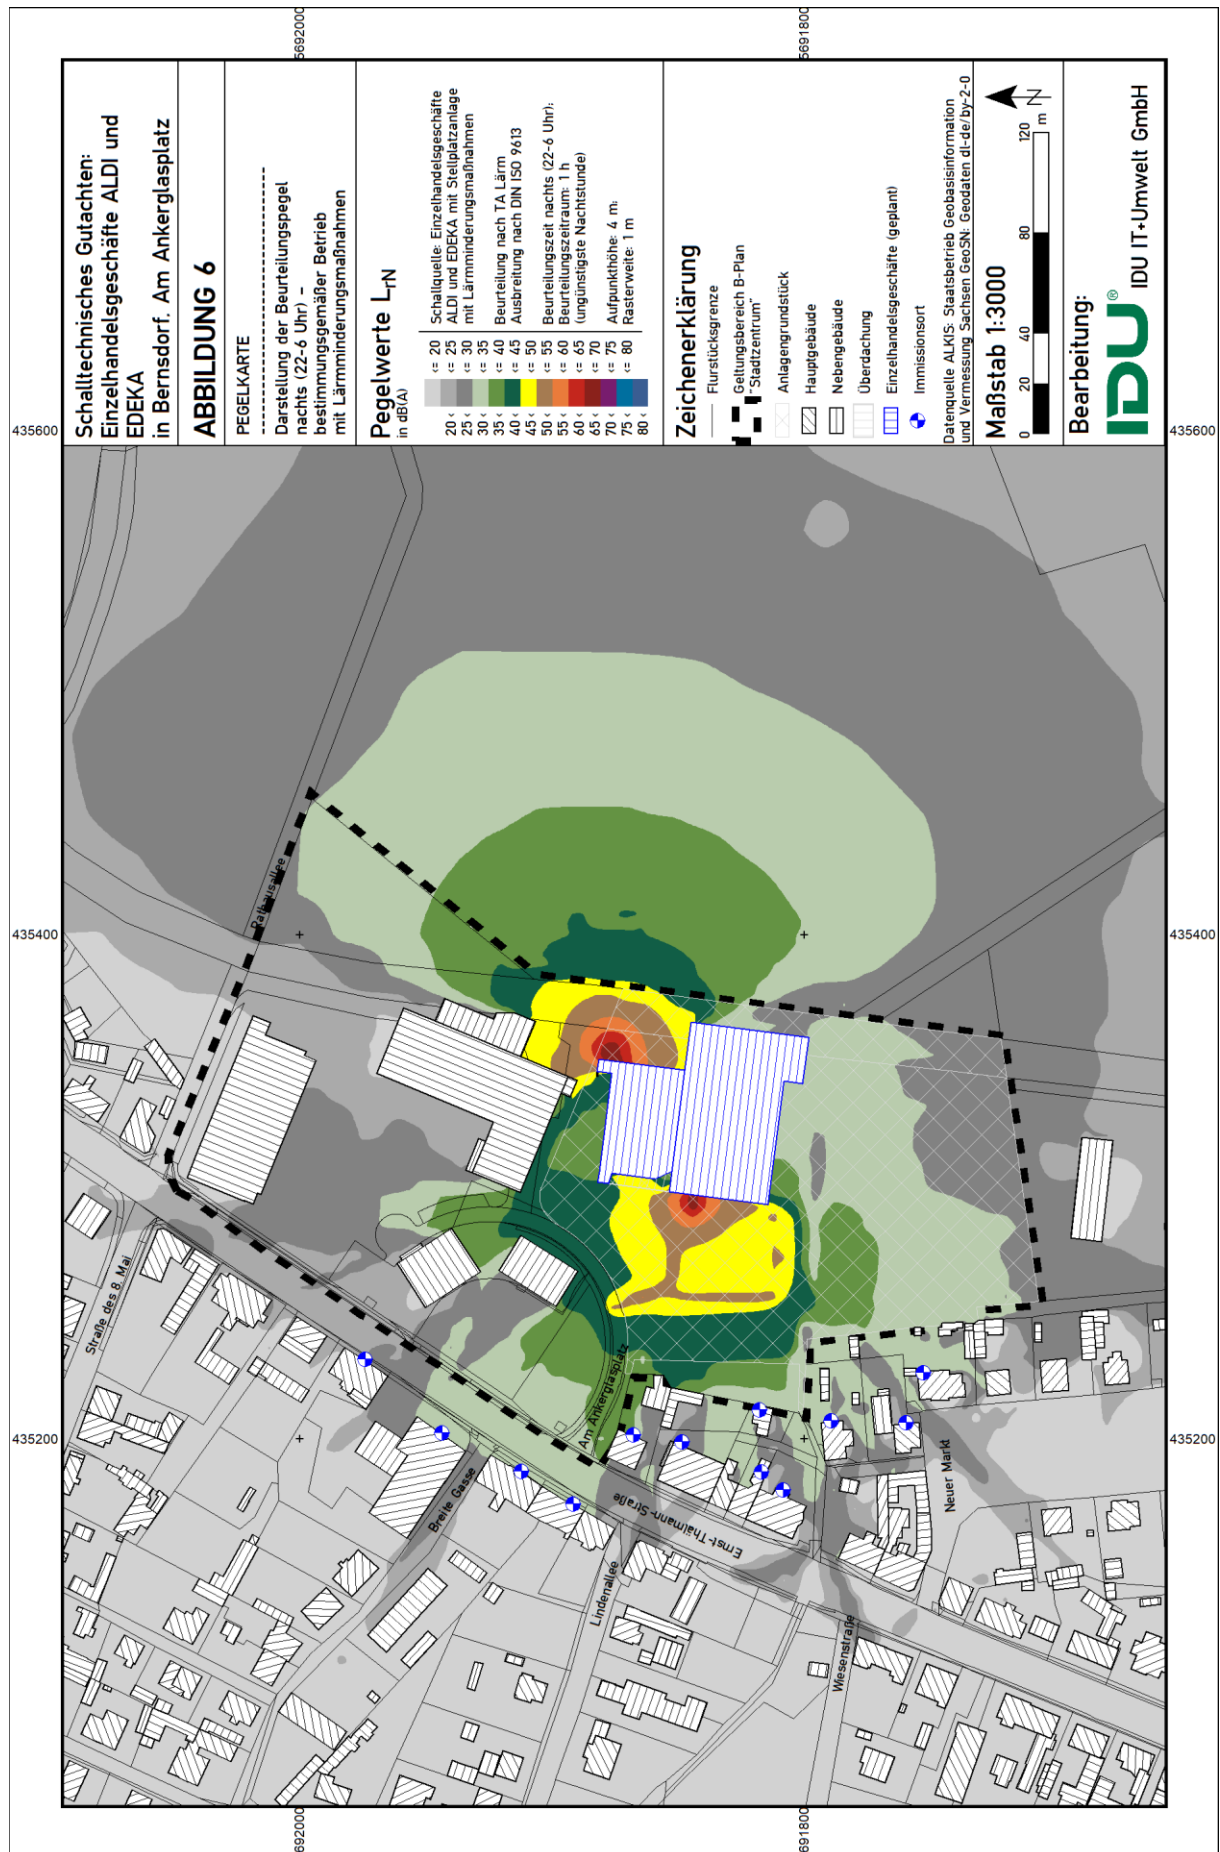 Schalltechnisches Gutachten:
Einzelhandelsgeschäfte ALDI und
EDEKA
in Bernsdorf, Am Ankerglasplatz
ABBILDUNG 6
PEGELKARTE
Darstellung der Beurteilungspegel
nachts (22-6 Uhr) –
bestimmungsgemäßer Betrieb
mit Lärmminderungsmaßnahmen
Pegelwerte LrN
in dB(A)
<= 20
20 < <= 25
25 < <= 30
30 < <= 35
35 < <= 40
40 < <= 45
45 < <= 50
50 < <= 55
55 < <= 60
60 < <= 65
65 < <= 70
70 < <= 75
75 < <= 80
80 <
Schallquelle: Einzelhandelsgeschäfte
ALDI und EDEKA mit Stellplatzanlage
mit Lärmminderungsmaßnahmen
Beurteilung nach TA Lärm
Ausbreitung nach DIN ISO 9613
Beurteilungszeit nachts (22-6 Uhr);
Beurteilungszeitraum: 1 h
(ungünstigste Nachtstunde)
Aufpunkthöhe: 4 m;
Rasterweite: 1 m
Zeichenerklärung
Flurstücksgrenze
Geltungsbereich B-Plan
"Stadtzentrum"
Anlagengrundstück
Hauptgebäude
Nebengebäude
Überdachung
Einzelhandelsgeschäfte (geplant)
Immissionsort
Datenquelle ALKIS: Staatsbetrieb Geobasisinformation
und Vermessung Sachsen GeoSN: Geodaten dl-de/by-2-0
Maßstab 1:3000
0 20 40 80 120
m
N
Bearbeitung:
IDU® IDU IT+Umwelt GmbH
5692000
5691800
435600
435600
435400
435400
435200
435200
Rathausallee
Straße des 8. Mai
Am Ankerglasplatz
Breite Gasse
Ernst-Thälmann-Straße
Neuer Markt
Lindenallee
Wiesenstraße
5692000
5691800